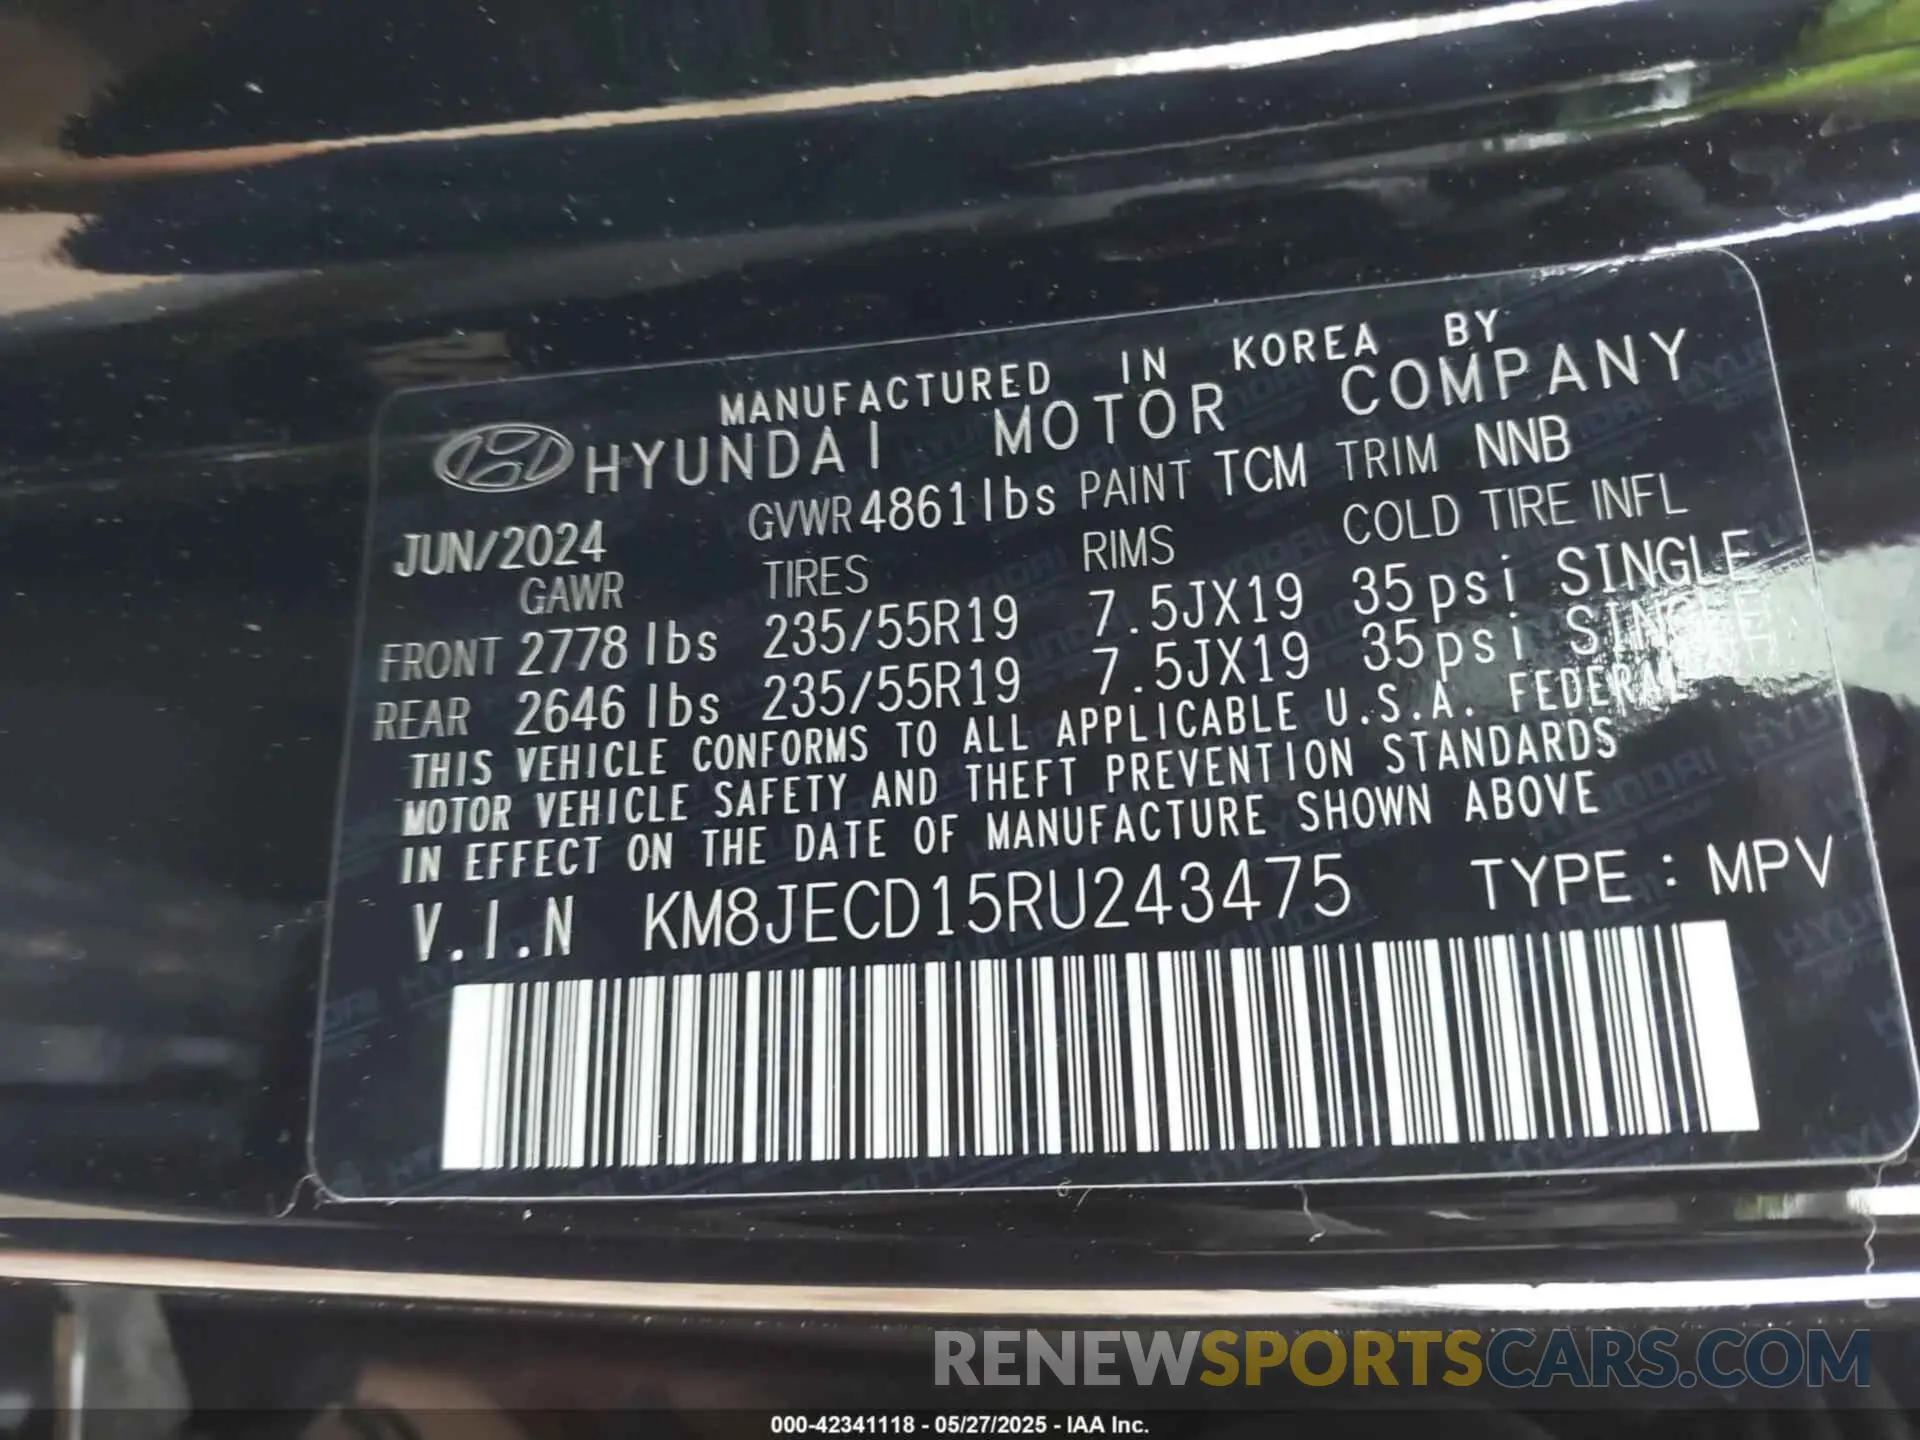 MANUFACTURED IN KOREA BY
HYUNDAI MOTOR COMPANY
JUN/2024 GVWR 4861lbs PAINT TCM TRIM NNB
GAWR TIRES RIMS COLD TIRE INFL
FRONT 2778 lbs 235/55R19 7.5JX19 35psi SINGLE
REAR 2646 lbs 235/55R19 7.5JX19 35psi SINGLE
THIS VEHICLE CONFORMS TO ALL APPLICABLE U.S.A. FEDERAL
MOTOR VEHICLE SAFETY AND THEFT PREVENTION STANDARDS
IN EFFECT ON THE DATE OF MANUFACTURE SHOWN ABOVE
V.I.N KM8JECD15RU243475 TYPE : MPV
RENEWSPORTSCARS.COM
000-42341118 - 05/27/2025 - IAA Inc.